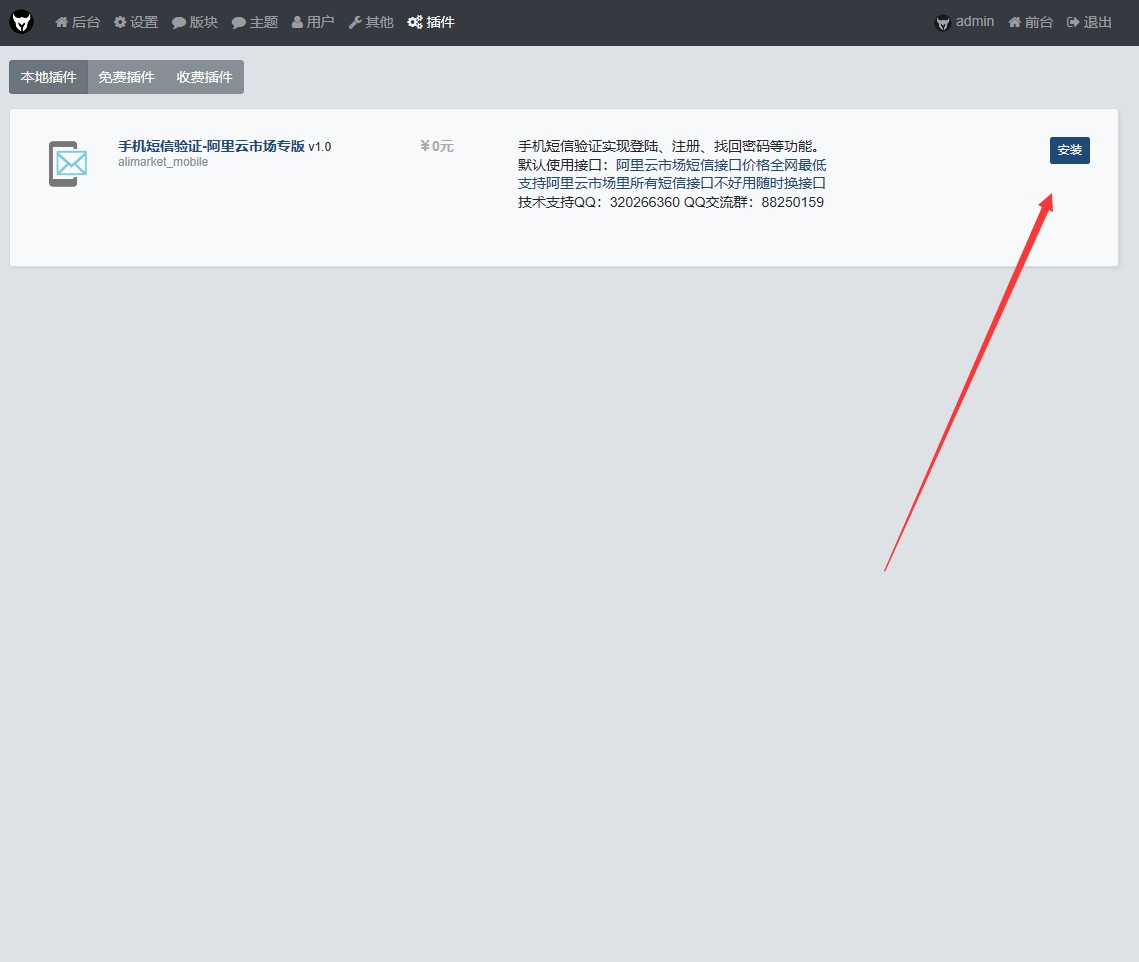 后台 设置 版块 主题 用户 其他 插件 admin 前台 退出
本地插件 免费插件 收费插件
手机短信验证-阿里云市场专版 v1.0
alimarket_mobile
¥0元
手机短信验证实现登陆、注册、找回密码等功能。
默认使用接口：阿里云市场短信接口价格全网最低
支持阿里云市场里所有短信接口不好用随时换接口
技术支持QQ：320266360 QQ交流群：88250159
安装